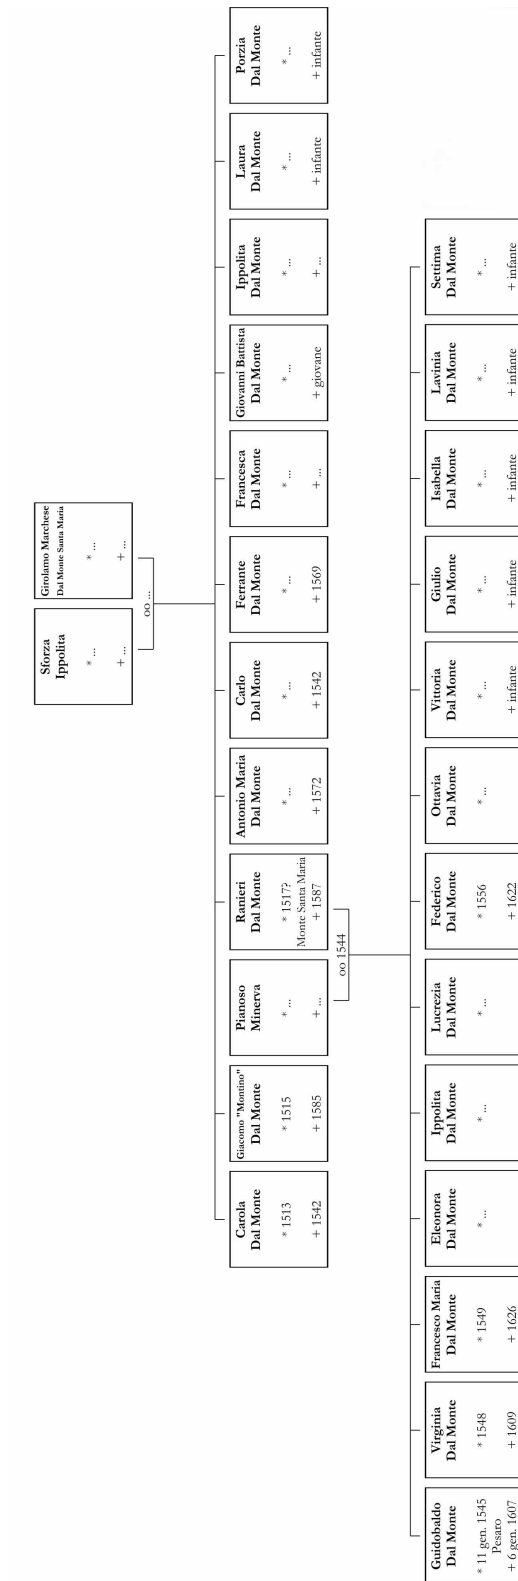 Sforza
Ippolita
* ...
+ ...
Girolamo Marchese
Dal Monte Santa Maria
* ...
+ ...
oo ...
Carola
Dal Monte
* 1513
+ 1542
Giacomo "Montino"
Dal Monte
* 1515
+ 1585
Pianoso
Minerva
* ...
+ ...
Ranieri
Dal Monte
* 1517?
Monte Santa Maria
+ 1587
Antonio Maria
Dal Monte
* ...
+ 1572
Carlo
Dal Monte
* ...
+ 1542
Ferrante
Dal Monte
* ...
+ 1569
Francesca
Dal Monte
* ...
+ ...
Giovanni Battista
Dal Monte
* ...
+ giovane
Ippolita
Dal Monte
* ...
+ ...
Laura
Dal Monte
* ...
+ infante
Porzia
Dal Monte
* ...
+ infante
oo 1544
Guidobaldo
Dal Monte
* 11 gen. 1545
Pesaro
+ 6 gen. 1607
Virginia
Dal Monte
* 1548
+ 1609
Francesco Maria
Dal Monte
* 1549
+ 1626
Eleonora
Dal Monte
* ...
Ippolita
Dal Monte
* ...
Lucrezia
Dal Monte
* ...
Federico
Dal Monte
* 1556
+ 1622
Ottavia
Dal Monte
* ...
Vittoria
Dal Monte
* ...
+ infante
Giulio
Dal Monte
* ...
+ infante
Isabella
Dal Monte
* ...
+ infante
Lavinia
Dal Monte
* ...
+ infante
Settima
Dal Monte
* ...
+ infante